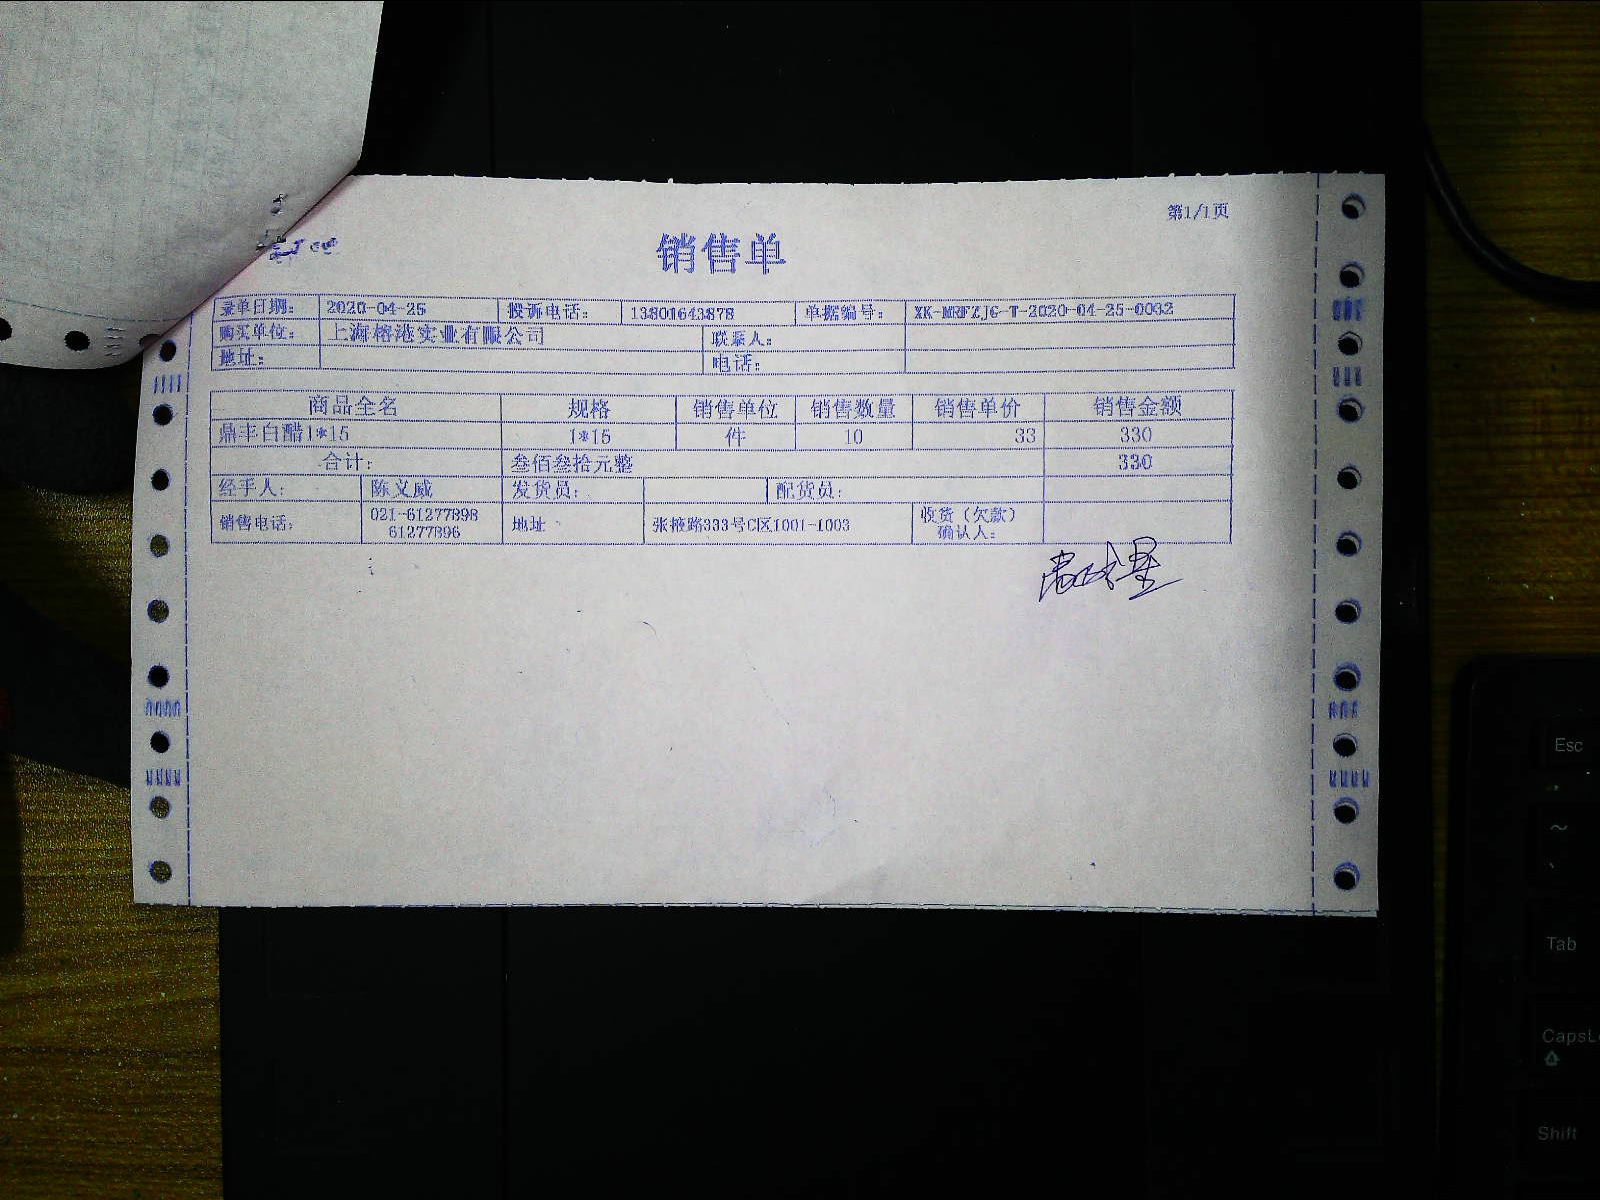 第1/1页
销售单
录单日期： 2020-04-25 投诉电话： 13801643878 单据编号： XK-MRFZJG-T-2020-04-25-0032
购买单位： 上海榕港实业有限公司 联系人：
地址： 电话：
商品全名 规格 销售单位 销售数量 销售单价 销售金额
鼎丰白醋1*15 1*15 件 10 33 330
合计： 叁佰叁拾元整 330
经手人： 陈义威 发货员： 配货员：
销售电话： 021-61277898 61277896 地址 张掖路333号C区1001-1003 收货（欠款）确认人：
Esc
~
Tab
CapsLo
Shift